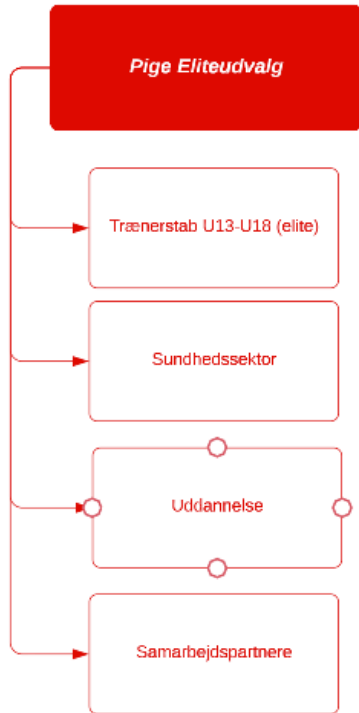 Pige Eliteudvalg
Trænerstab U13-U18 (elite)
Sundhedssektor
Uddannelse
Samarbejdspartnere